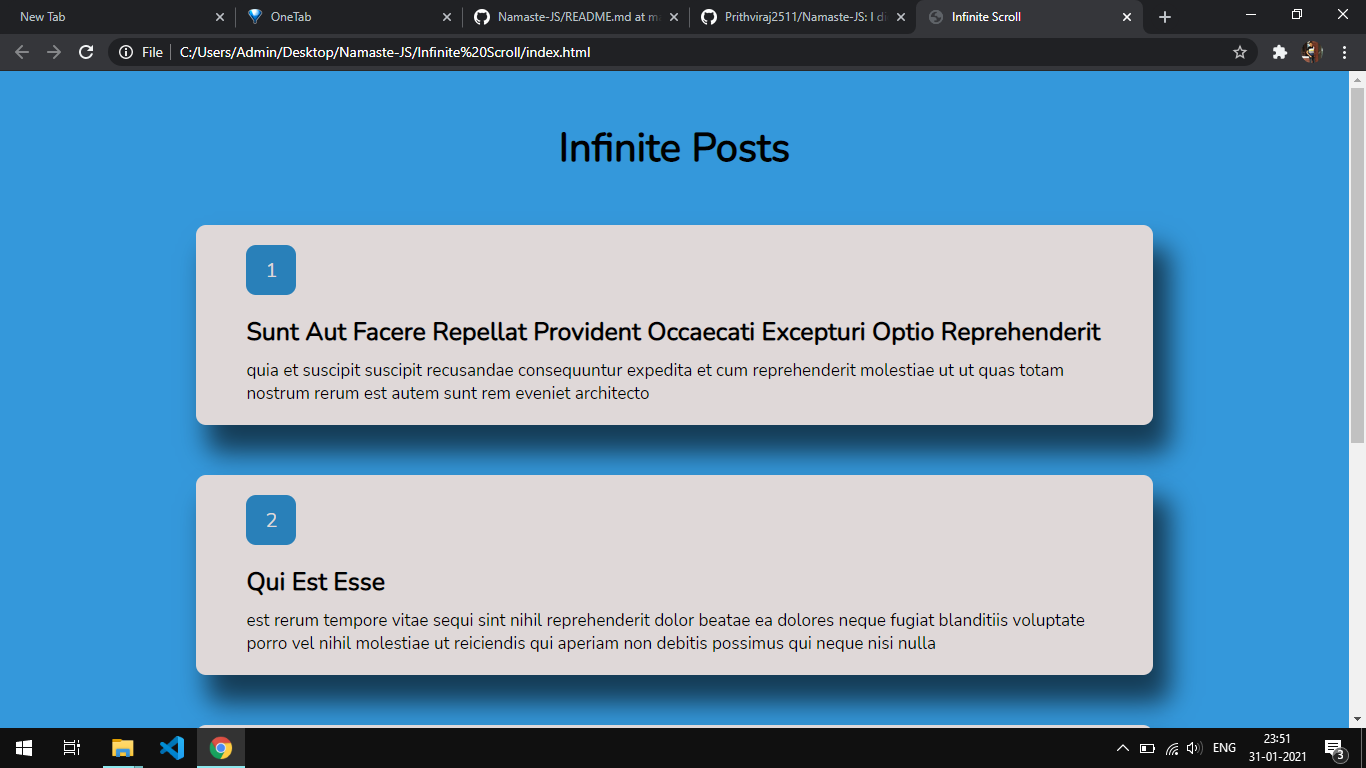 New Tab
OneTab
Namaste-JS/README.md at ma
Prithviraj2511/Namaste-JS: I di
Infinite Scroll
File
C:/Users/Admin/Desktop/Namaste-JS/Infinite%20Scroll/index.html
Infinite Posts
1
Sunt Aut Facere Repellat Provident Occaecati Excepturi Optio Reprehenderit
quia et suscipit suscipit recusandae consequuntur expedita et cum reprehenderit molestiae ut ut quas totam
nostrum rerum est autem sunt rem eveniet architecto
2
Qui Est Esse
est rerum tempore vitae sequi sint nihil reprehenderit dolor beatae ea dolores neque fugiat blanditiis voluptate
porro vel nihil molestiae ut reiciendis qui aperiam non debitis possimus qui neque nisi nulla
ENG
23:51
31-01-2021
3